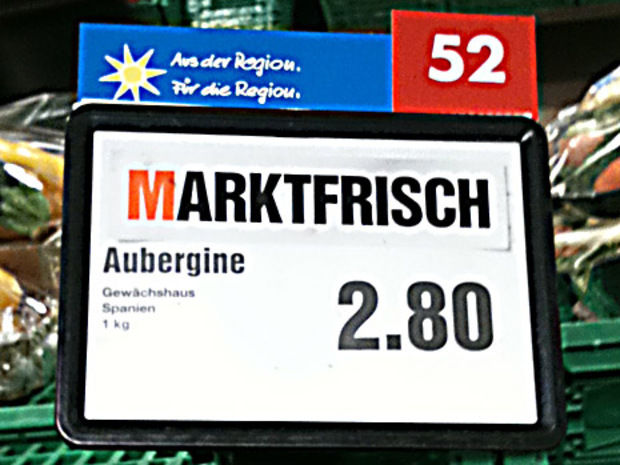 Aus der Region.
Für die Region.
52
MARKTFRISCH
Aubergine
Gewächshaus
Spanien
1 kg
2.80